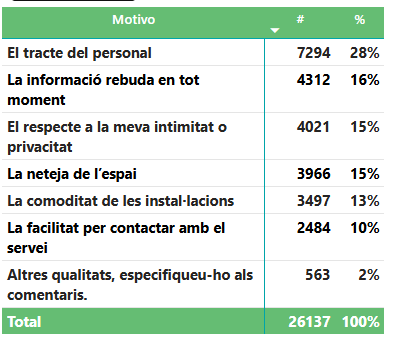 Motivo # %
El tracte del personal 7294 28%
La informació rebuda en tot 4312 16%
moment
El respecte a la meva intimitat o 4021 15%
privacitat
La neteja de l'espai 3966 15%
La comoditat de les instal·lacions 3497 13%
La facilitat per contactar amb el 2484 10%
servei
Altres qualitats, especifiqueu-ho als 563 2%
comentaris.
Total 26137 100%